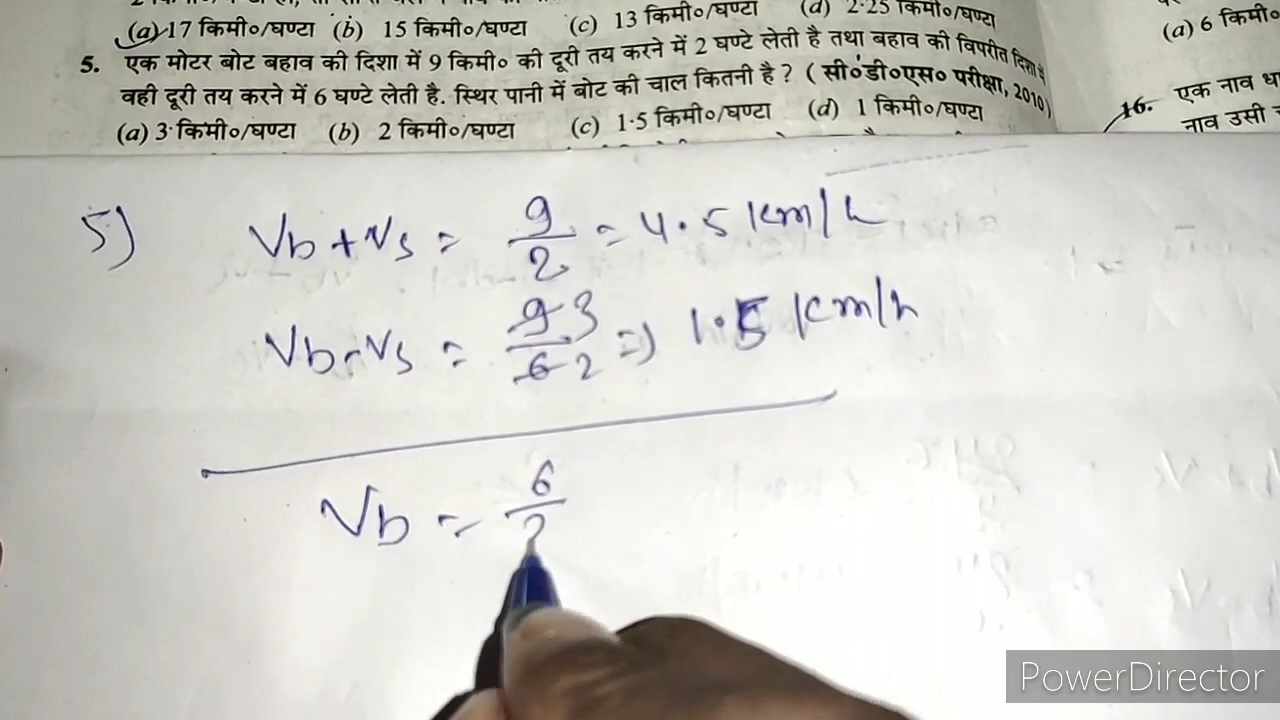 (a) 17 किमी०/घण्टा (b) 15 किमी०/घण्टा (c) 13 किमी०/घण्टा (d) 2·25 किमी०/घण्टा
5. एक मोटर बोट बहाव की दिशा में 9 किमी० की दूरी तय करने में 2 घण्टे लेती है तथा बहाव की विपरीत दिशा में
वही दूरी तय करने में 6 घण्टे लेती है. स्थिर पानी में बोट की चाल कितनी है ? ( सी०डी०एस० परीक्षा, 2010)
(a) 3 किमी०/घण्टा (b) 2 किमी०/घण्टा (c) 1·5 किमी०/घण्टा (d) 1 किमी०/घण्टा
(a) 6 किमी०
16. एक नाव
नाव उसी
5) Vb + Vs = 9/2 = 4.5 km/h
Vb - Vs = 9 3/6 2 => 1.5 km/h
Vb = 6/2
PowerDirector